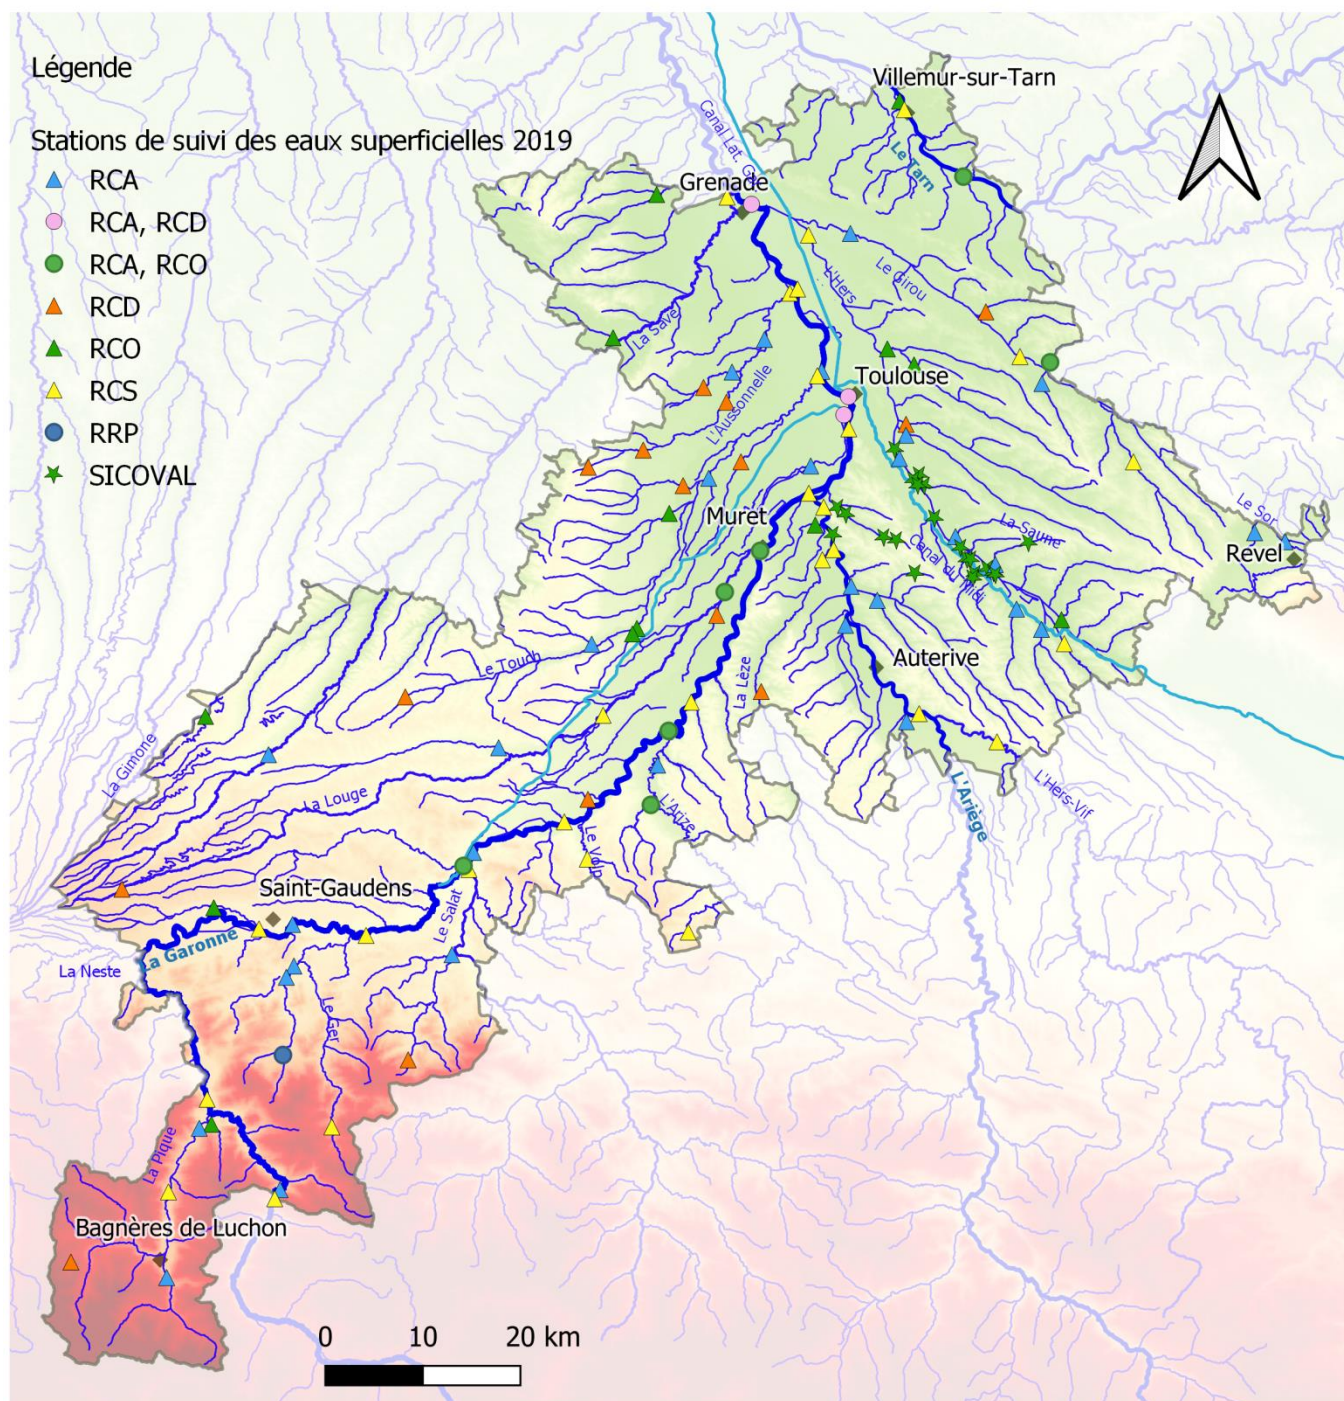 Légende
Stations de suivi des eaux superficielles 2019
RCA
RCA, RCD
RCA, RCO
RCD
RCO
RCS
RRP
SICOVAL
Villemur-sur-Tarn
Canal Lat. G
Le Tarn
Grenade
L'Hers
Le Girou
La Save
Toulouse
L'Aussonnelle
Le Sor
Muret
La Saune
Canal du Midi
Revel
Le Touch
La Lèze
Auterive
La Gimone
La Louge
L'Hers-Vif
L'Ariège
L'Arize
Le Volp
Saint-Gaudens
Le Salat
La Garonne
La Neste
Le Ger
La Pique
Bagnères de Luchon
0 10 20 km